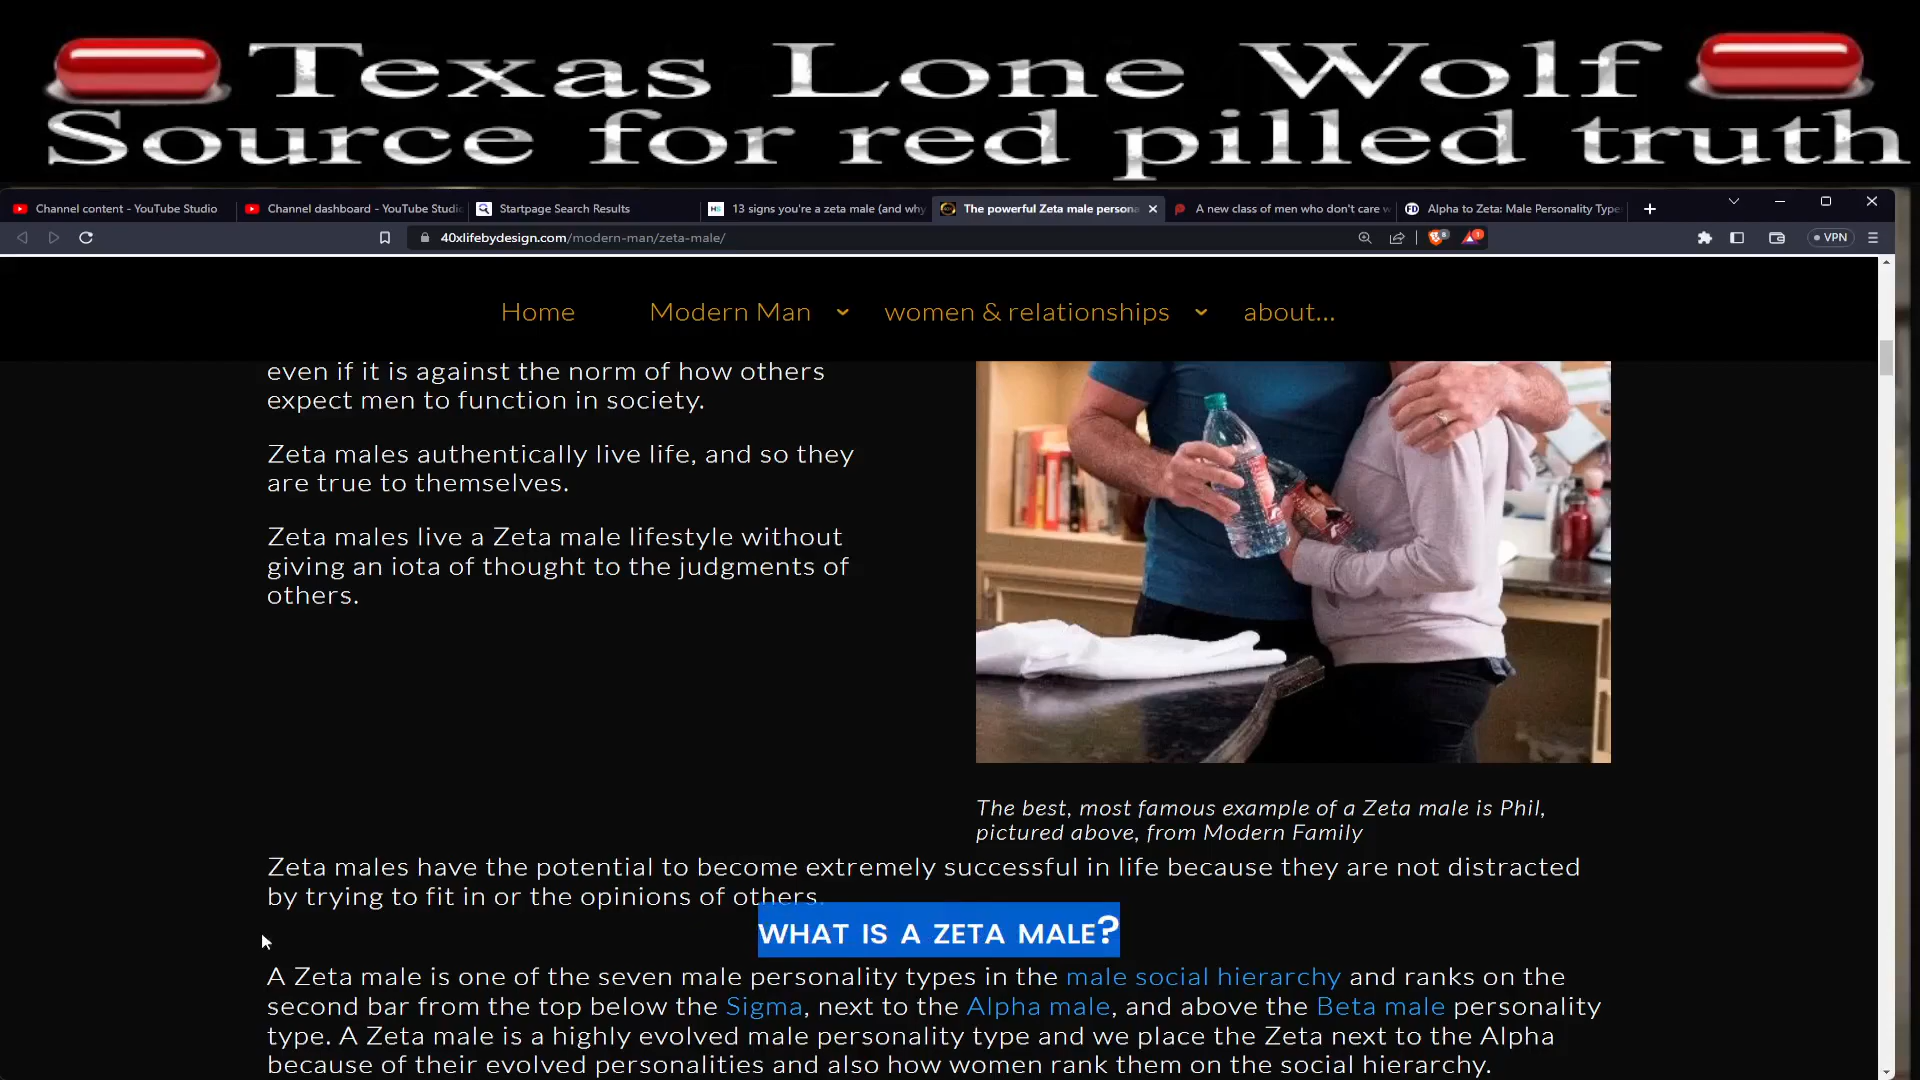 Texas Lone Wolf
Source for red pilled truth
Channel content - YouTube Studio
Channel dashboard - YouTube Studio
Startpage Search Results
HS
13 signs you're a zeta male (and why
The powerful Zeta male persona
A new class of men who don't care w
FD
Alpha to Zeta: Male Personality Type
40xlifebydesign.com/modern-man/zeta-male/
8
1
VPN
Home
Modern Man
women & relationships
about...
even if it is against the norm of how others
expect men to function in society.
Zeta males authentically live life, and so they
are true to themselves.
Zeta males live a Zeta male lifestyle without
giving an iota of thought to the judgments of
others.
The best, most famous example of a Zeta male is Phil,
pictured above, from Modern Family
Zeta males have the potential to become extremely successful in life because they are not distracted
by trying to fit in or the opinions of others.
WHAT IS A ZETA MALE?
A Zeta male is one of the seven male personality types in the male social hierarchy and ranks on the
second bar from the top below the Sigma, next to the Alpha male, and above the Beta male personality
type. A Zeta male is a highly evolved male personality type and we place the Zeta next to the Alpha
because of their evolved personalities and also how women rank them on the social hierarchy.